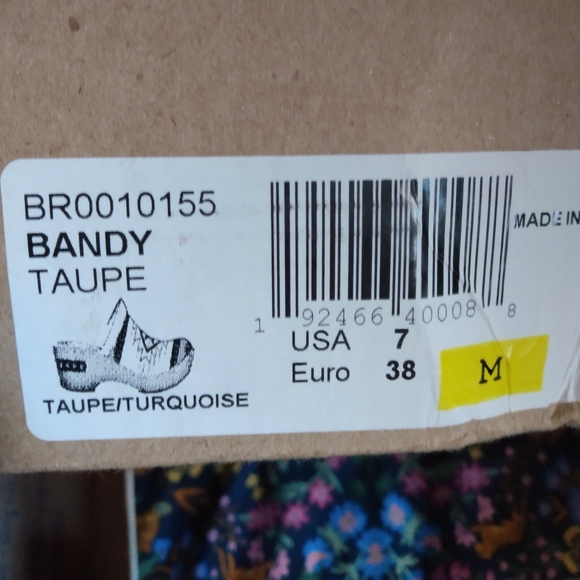 BR0010155
BANDY
TAUPE
TAUPE/TURQUOISE
1 92466 40008 8
MADE IN
USA 7
Euro 38
M